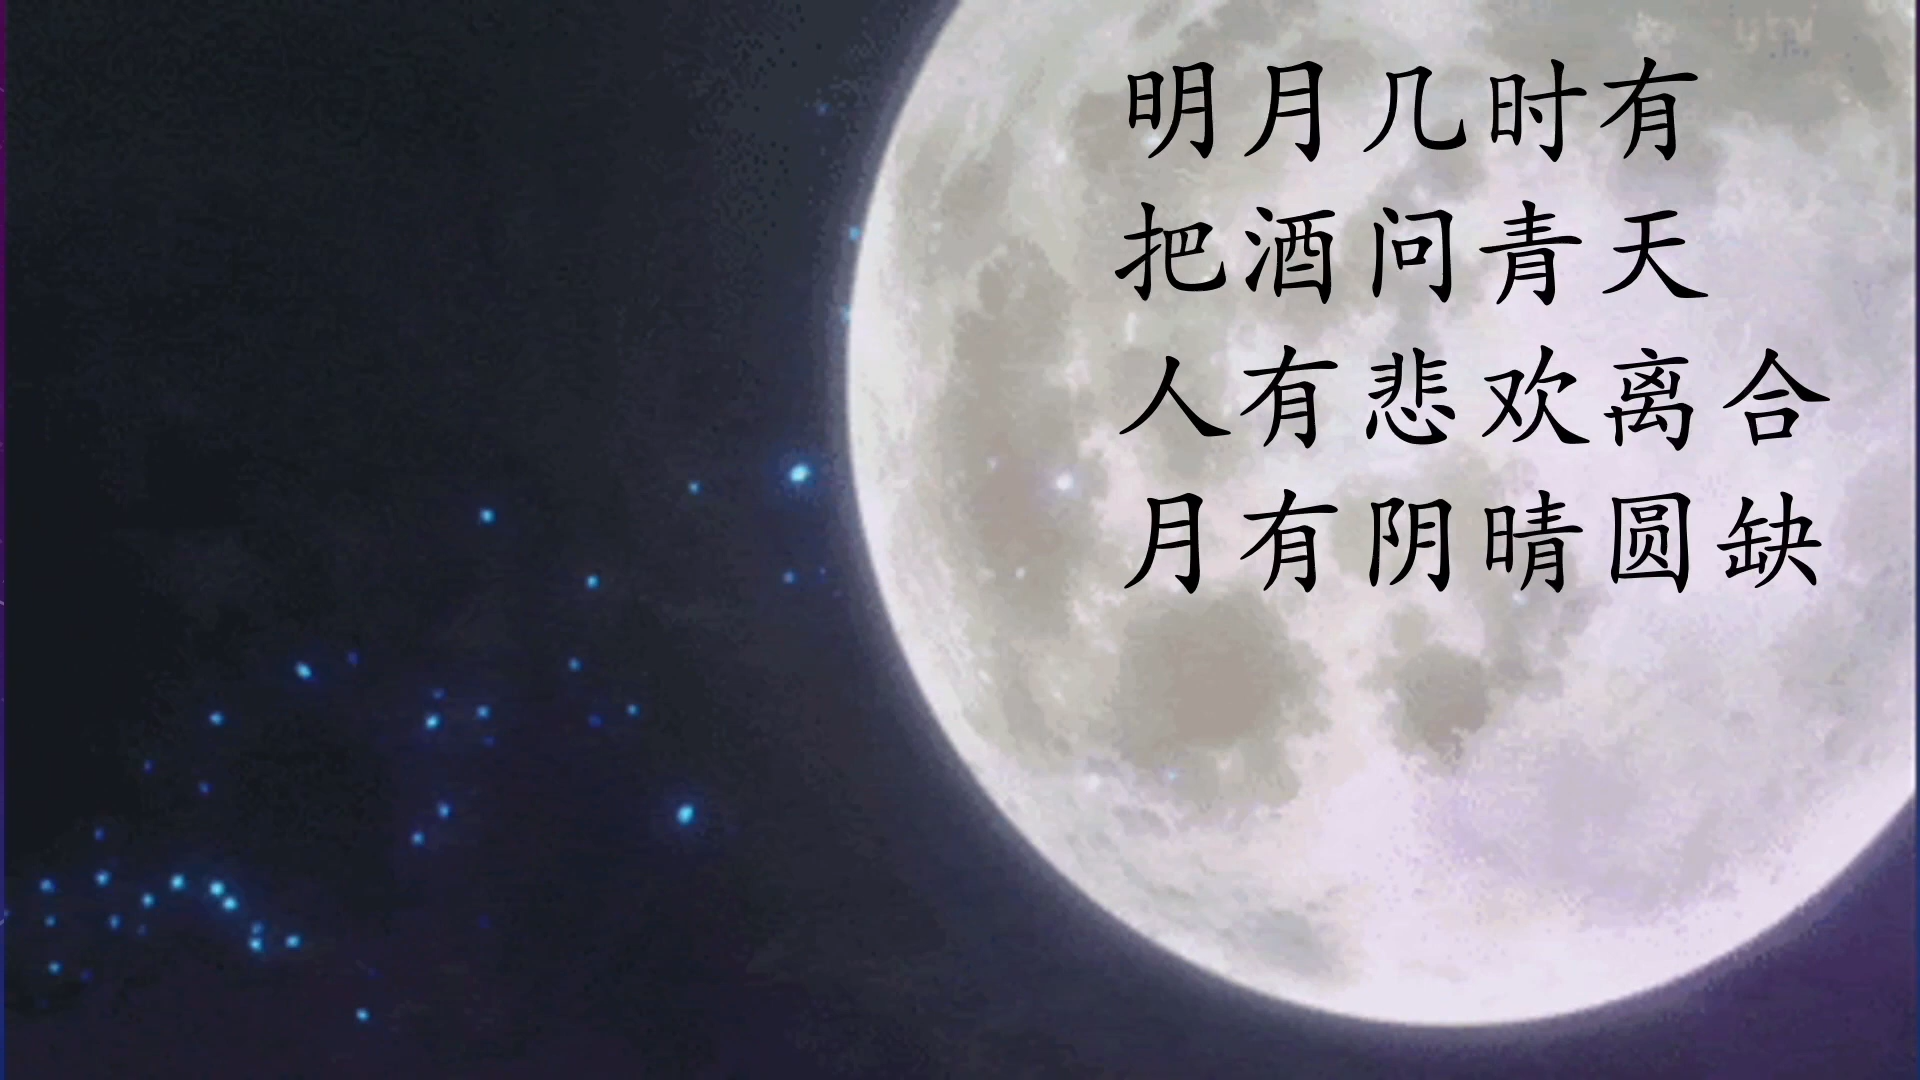 明月几时有
把酒问青天
人有悲欢离合
月有阴晴圆缺
ytv